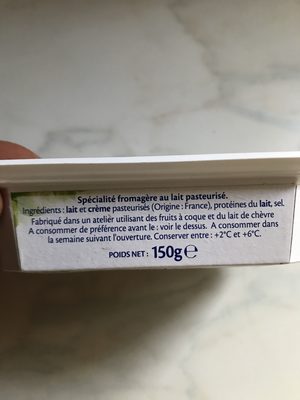 Spécialité fromagère au lait pasteurisé.
Ingrédients : lait et crème pasteurisés (Origine : France), protéines du lait, sel.
Fabriqué dans un atelier utilisant des fruits à coque et du lait de chèvre
A consommer de préférence avant le : voir le dessus. A consommer dans
la semaine suivant l'ouverture. Conserver entre : +2°C et +6°C.
POIDS NET : 150g e